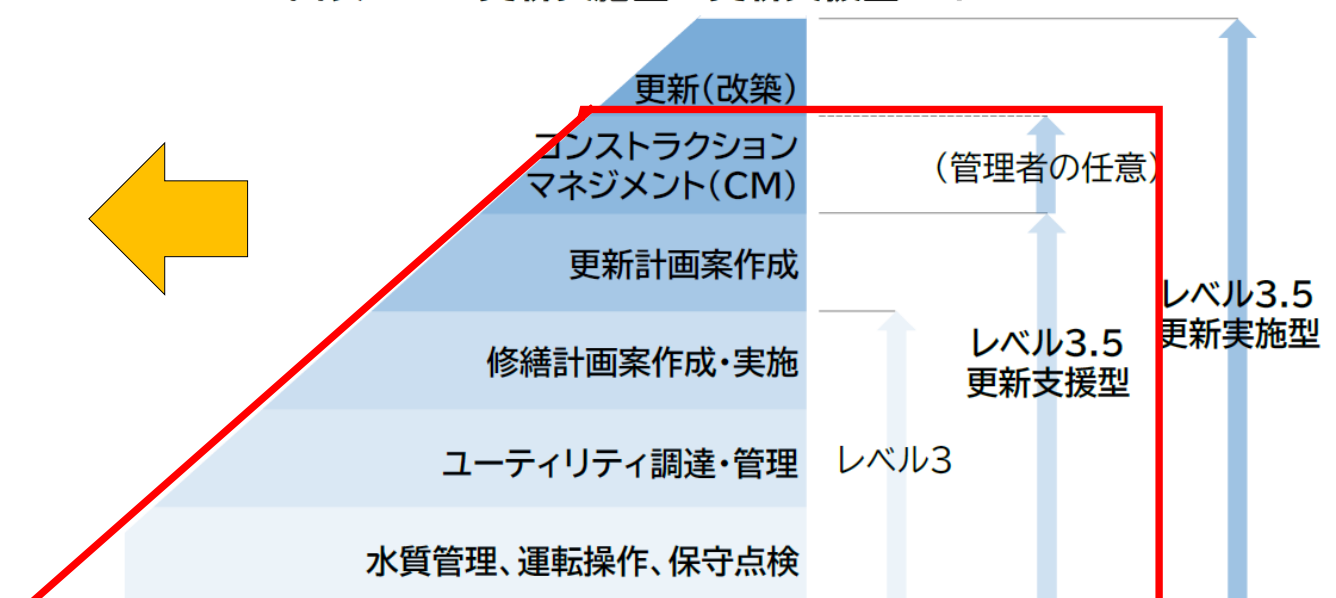 更新(改築)
コンストラクション
マネジメント(CM)
(管理者の任意)
更新計画案作成
レベル3.5
更新実施型
レベル3.5
更新支援型
修繕計画案作成・実施
ユーティリティ調達・管理
レベル3
水質管理、運転操作、保守点検